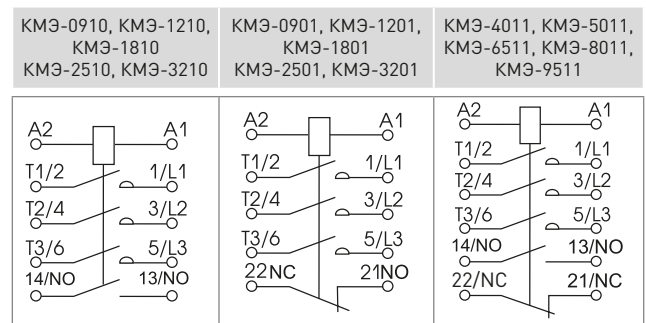 КМЭ-0910, КМЭ-1210,
КМЭ-1810
КМЭ-2510, КМЭ-3210
КМЭ-0901, КМЭ-1201,
КМЭ-1801
КМЭ-2501, КМЭ-3201
КМЭ-4011, КМЭ-5011,
КМЭ-6511, КМЭ-8011,
КМЭ-9511
A2 A1
T1/2 1/L1
T2/4 3/L2
T3/6 5/L3
14/NO 13/NO
A2 A1
T1/2 1/L1
T2/4 3/L2
T3/6 5/L3
22NC 21NO
A2 A1
T1/2 1/L1
T2/4 3/L2
T3/6 5/L3
14/NO 13/NO
22/NC 21/NC